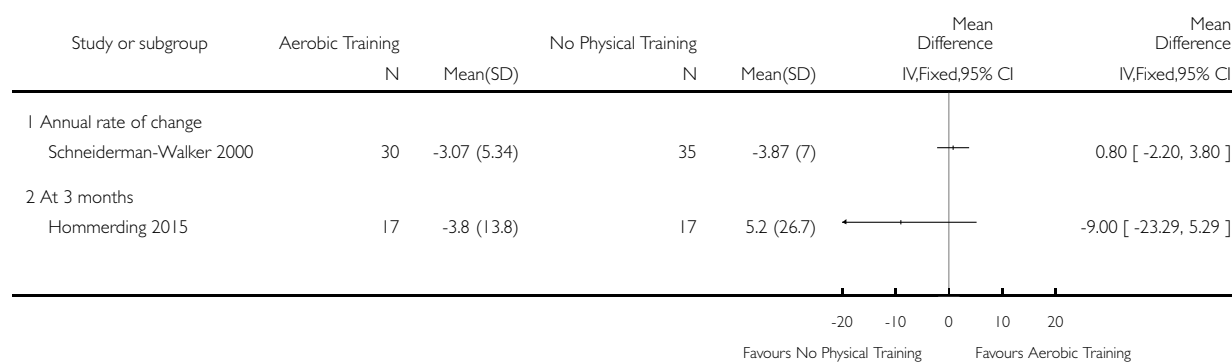 Mean Mean
Study or subgroup Aerobic Training No Physical Training Difference Difference
N Mean(SD) N Mean(SD) IV,Fixed,95% CI IV,Fixed,95% CI
1 Annual rate of change
Schneiderman-Walker 2000 30 -3.07 (5.34) 35 -3.87 (7) 0.80 [ -2.20, 3.80 ]
2 At 3 months
Hommerding 2015 17 -3.8 (13.8) 17 5.2 (26.7) -9.00 [ -23.29, 5.29 ]
-20 -10 0 10 20
Favours No Physical Training Favours Aerobic Training